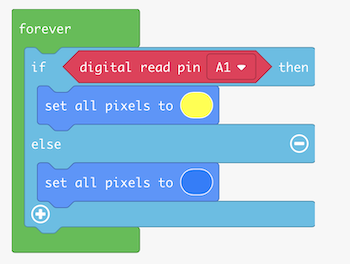 forever
if digital read pin A1 then
set all pixels to
else
set all pixels to